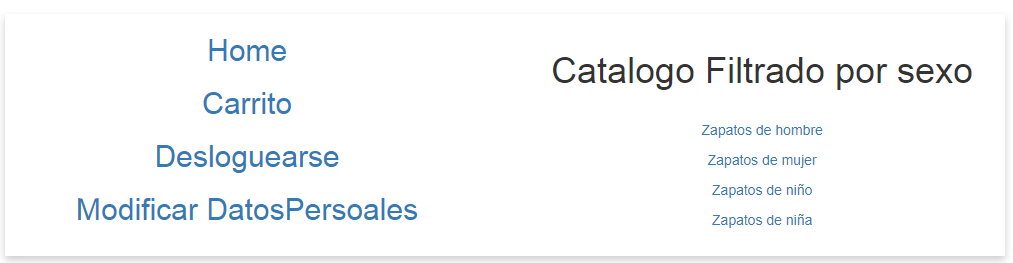 Home
Carrito
Desloguearse
Modificar DatosPersoales
Catalogo Filtrado por sexo
Zapatos de hombre
Zapatos de mujer
Zapatos de niño
Zapatos de niña